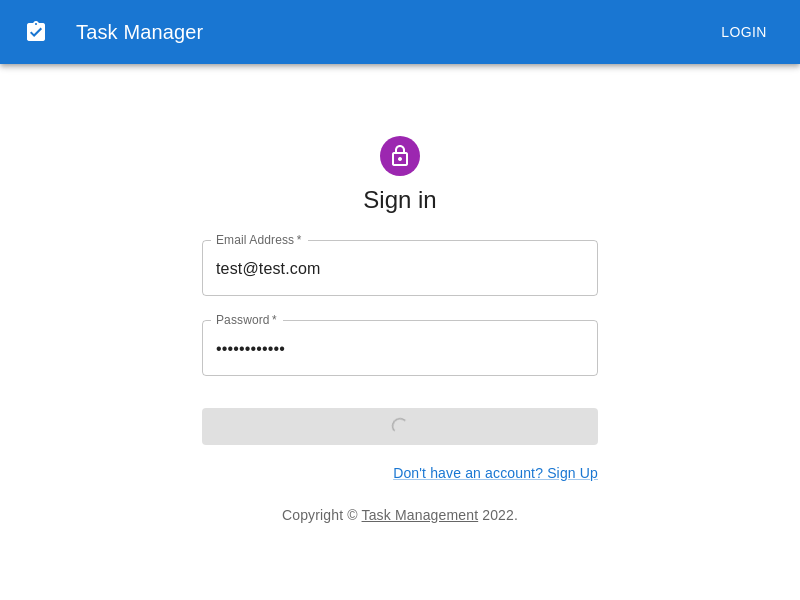 Task Manager
LOGIN
Sign in
Email Address *
test@test.com
Password *
••••••••••••
Don't have an account? Sign Up
Copyright © Task Management 2022.